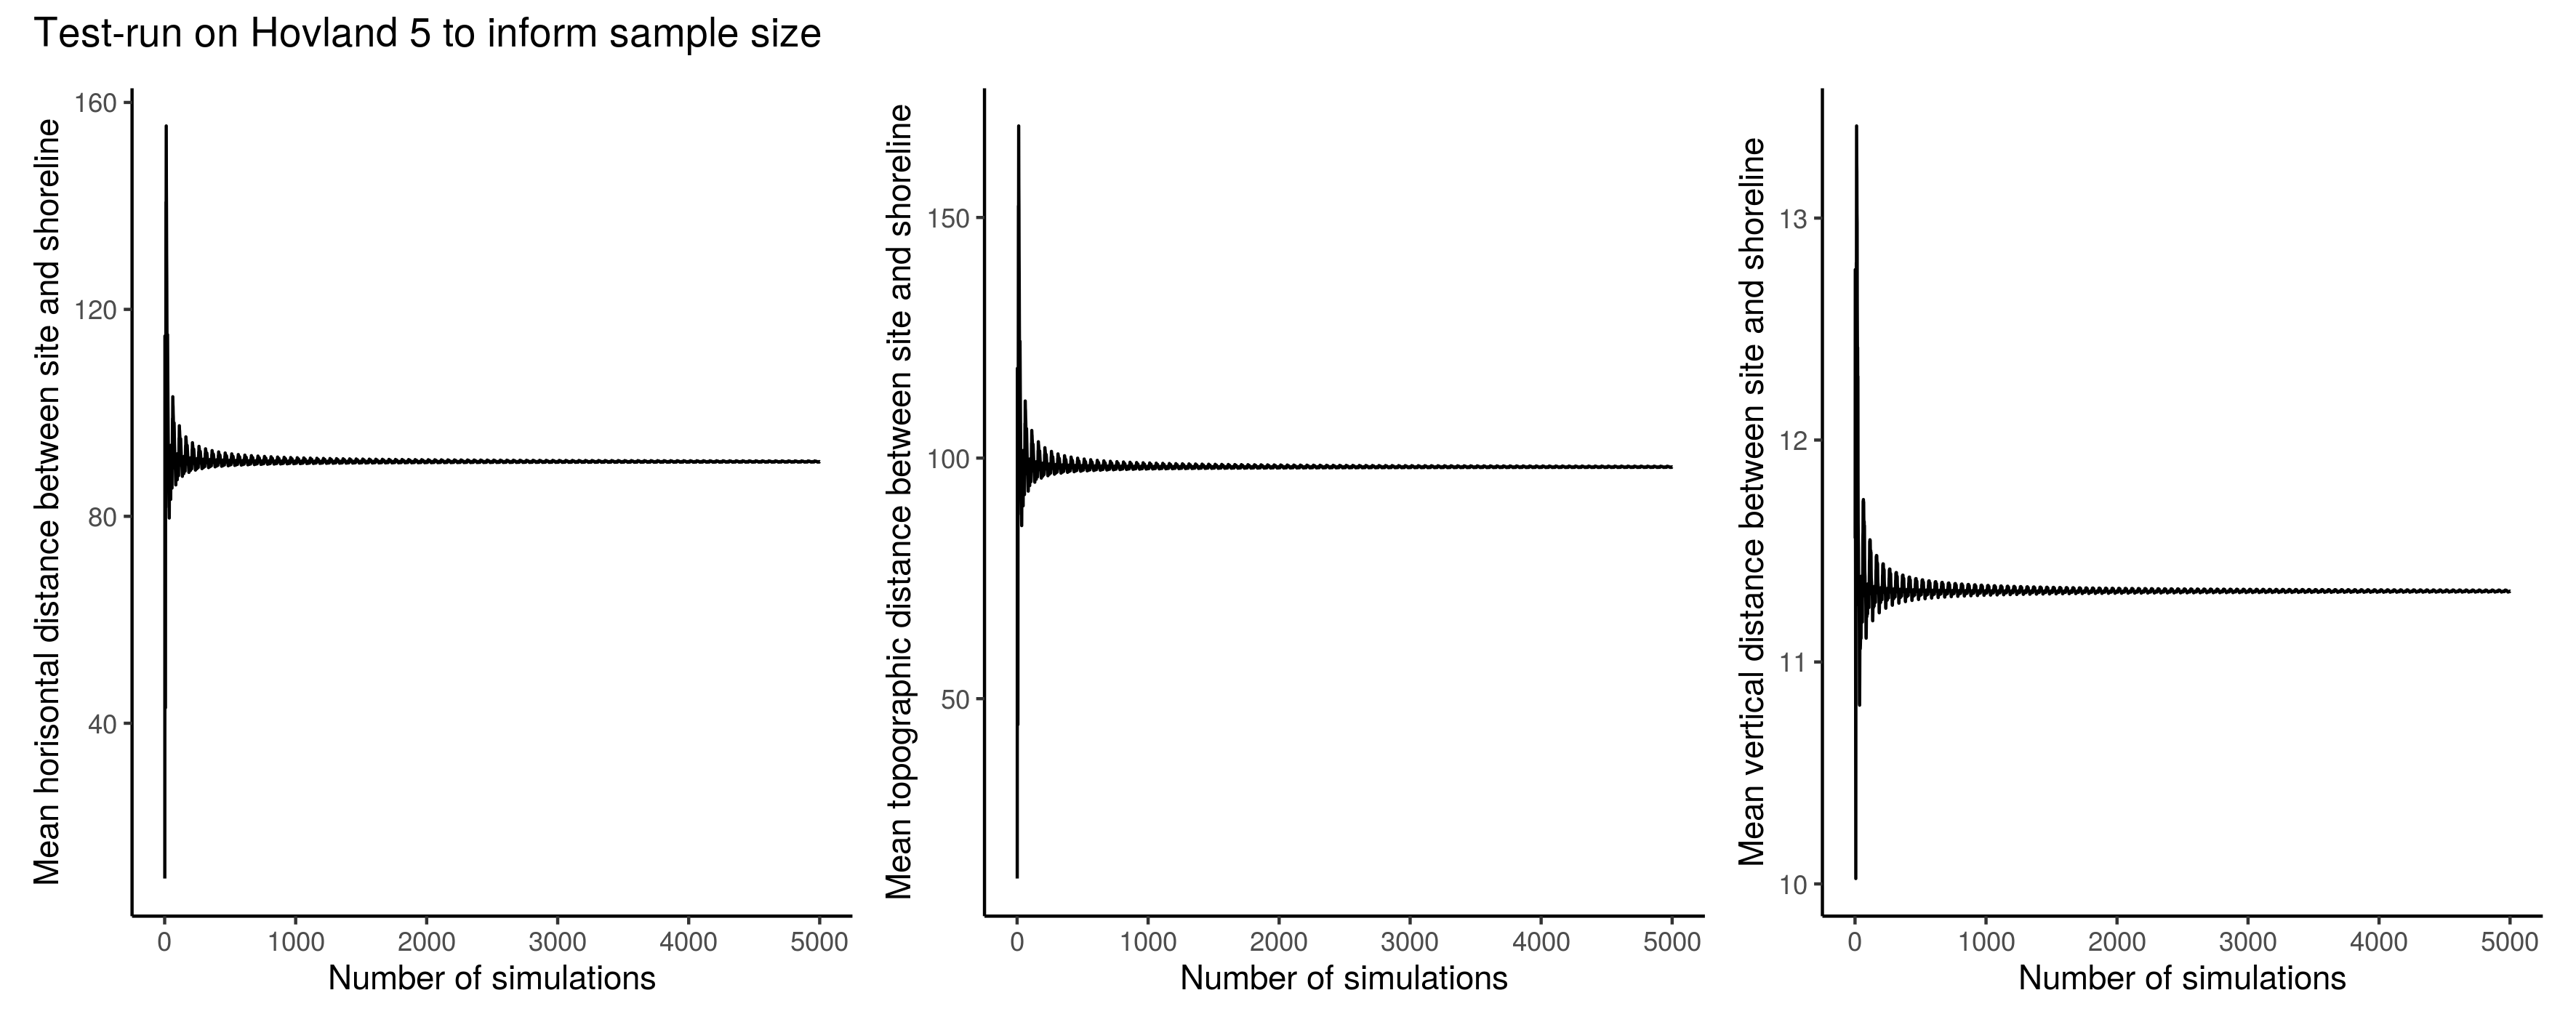 Test-run on Hovland 5 to inform sample size
Mean horisontal distance between site and shoreline
160
120
80
40
0 1000 2000 3000 4000 5000
Number of simulations
Mean topographic distance between site and shoreline
150
100
50
0 1000 2000 3000 4000 5000
Number of simulations
Mean vertical distance between site and shoreline
13
12
11
10
0 1000 2000 3000 4000 5000
Number of simulations